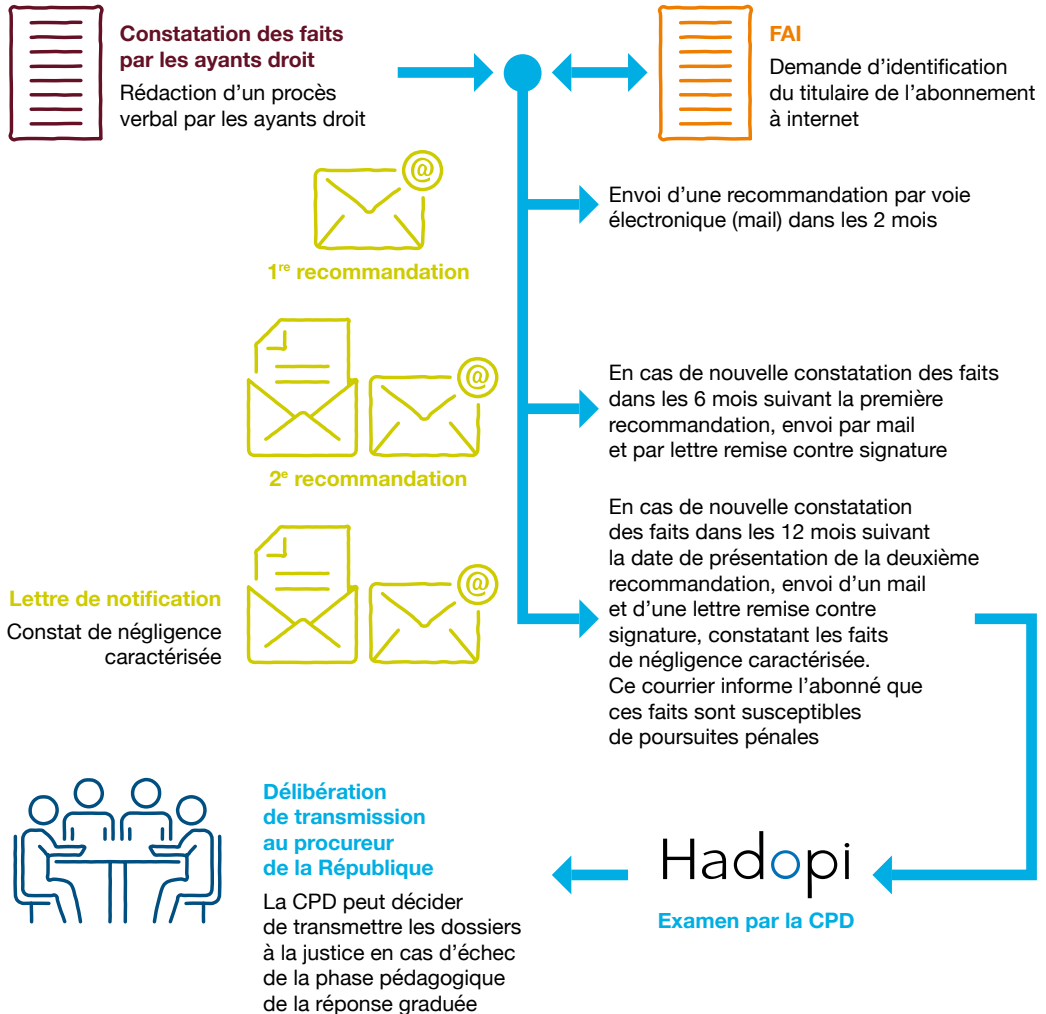 Constatation des faits
par les ayants droit
Rédaction d'un procès
verbal par les ayants droit
FAI
Demande d'identification
du titulaire de l'abonnement
à internet
@
1re recommandation
Envoi d'une recommandation par voie
électronique (mail) dans les 2 mois
@
2e recommandation
En cas de nouvelle constatation des faits
dans les 6 mois suivant la première
recommandation, envoi par mail
et par lettre remise contre signature
Lettre de notification
Constat de négligence
caractérisée
@
En cas de nouvelle constatation
des faits dans les 12 mois suivant
la date de présentation de la deuxième
recommandation, envoi d'un mail
et d'une lettre remise contre
signature, constatant les faits
de négligence caractérisée.
Ce courrier informe l'abonné que
ces faits sont susceptibles
de poursuites pénales
Hadopi
Examen par la CPD
Délibération
de transmission
au procureur
de la République
La CPD peut décider
de transmettre les dossiers
à la justice en cas d'échec
de la phase pédagogique
de la réponse graduée